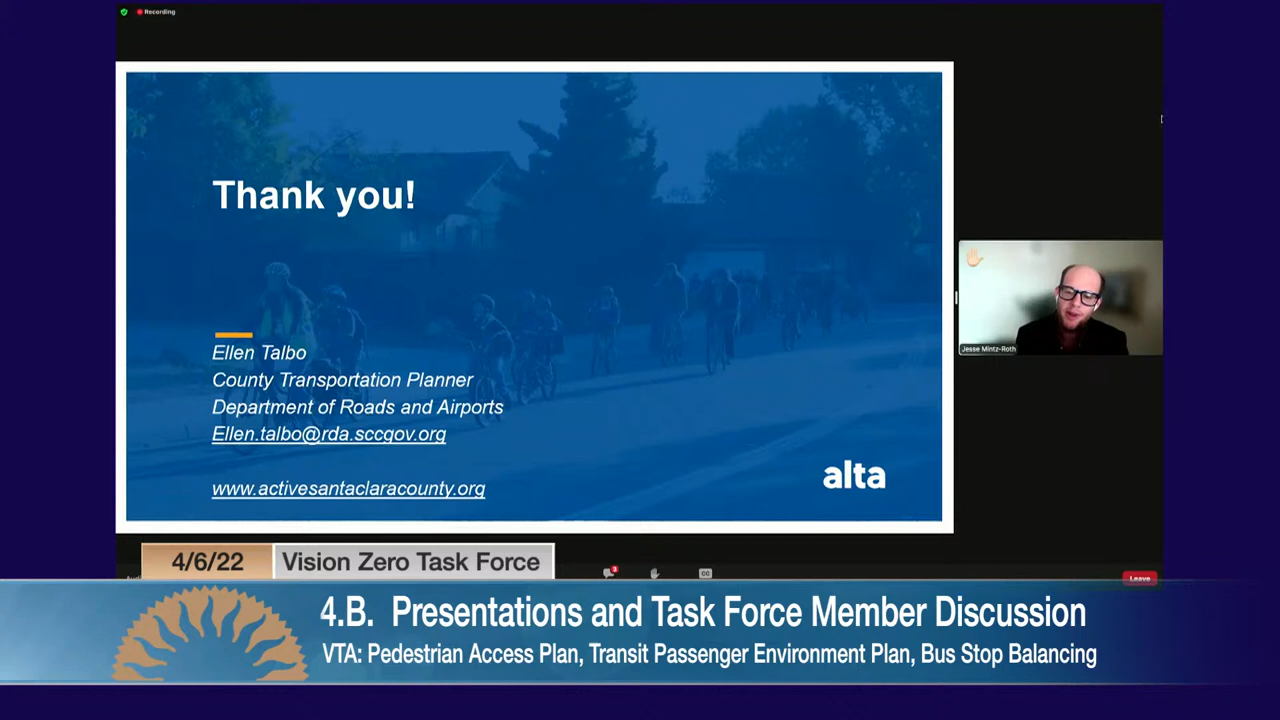 Recording
Thank you!
Ellen Talbo
County Transportation Planner
Department of Roads and Airports
Ellen.talbo@rda.sccgov.org
www.activesantaclaracounty.org
alta
Jesse Mintz-Roth
3
CC
Leave
4/6/22
Vision Zero Task Force
4.B. Presentations and Task Force Member Discussion
VTA: Pedestrian Access Plan, Transit Passenger Environment Plan, Bus Stop Balancing